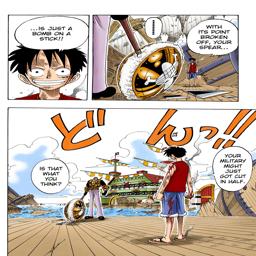 WITH
ITS POINT
BROKEN
OFF, YOUR
SPEAR...
...IS JUST A
BOMB ON A
STICK!!
どんっ!!
YOUR
MILITARY
MIGHT
JUST GOT
CUT IN
HALF.
IS THAT
WHAT
YOU
THINK?